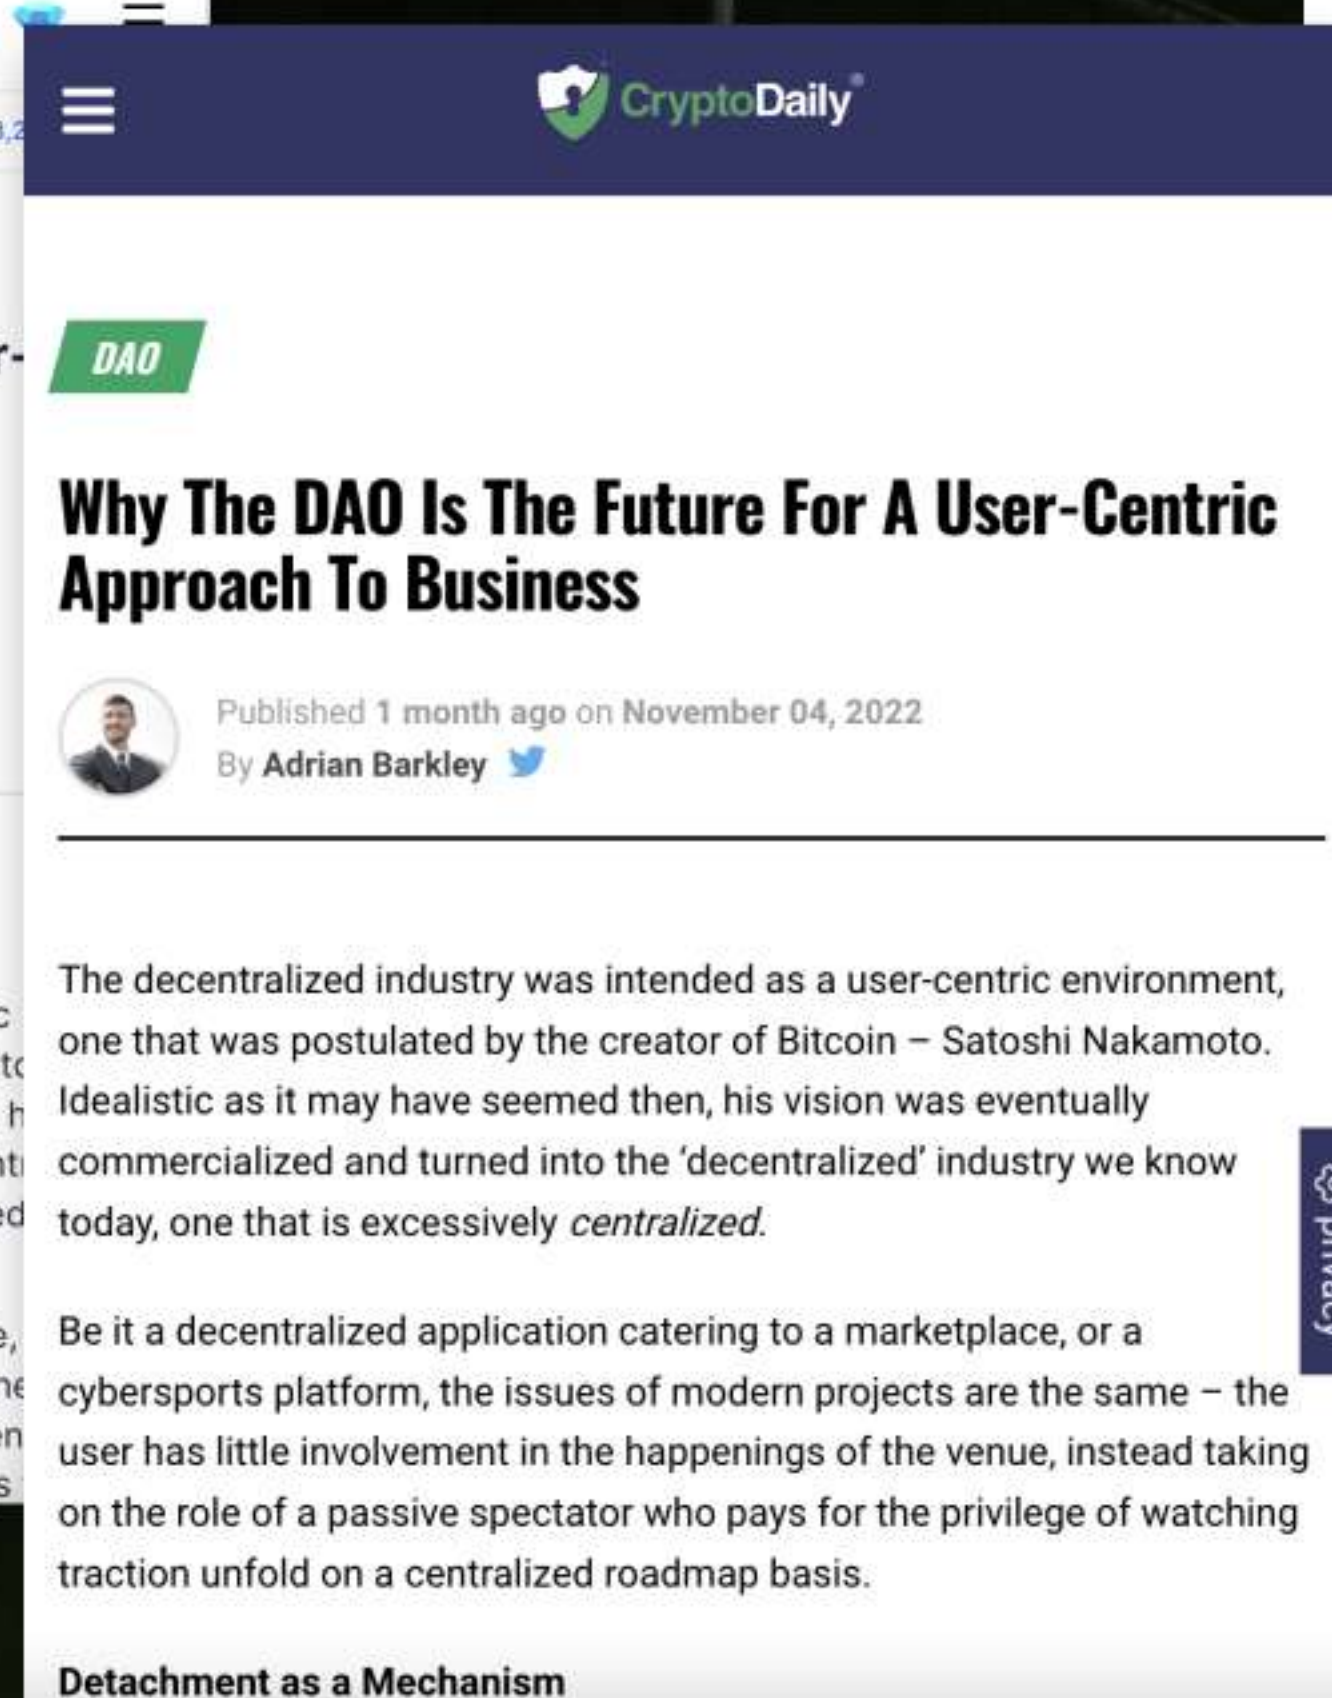 CryptoDaily
DAO
Why The DAO Is The Future For A User-Centric
Approach To Business
Published 1 month ago on November 04, 2022
By Adrian Barkley
The decentralized industry was intended as a user-centric environment,
one that was postulated by the creator of Bitcoin – Satoshi Nakamoto.
Idealistic as it may have seemed then, his vision was eventually
commercialized and turned into the ‘decentralized’ industry we know
today, one that is excessively centralized.
Be it a decentralized application catering to a marketplace, or a
cybersports platform, the issues of modern projects are the same – the
user has little involvement in the happenings of the venue, instead taking
on the role of a passive spectator who pays for the privilege of watching
traction unfold on a centralized roadmap basis.
privacy
Detachment as a Mechanism